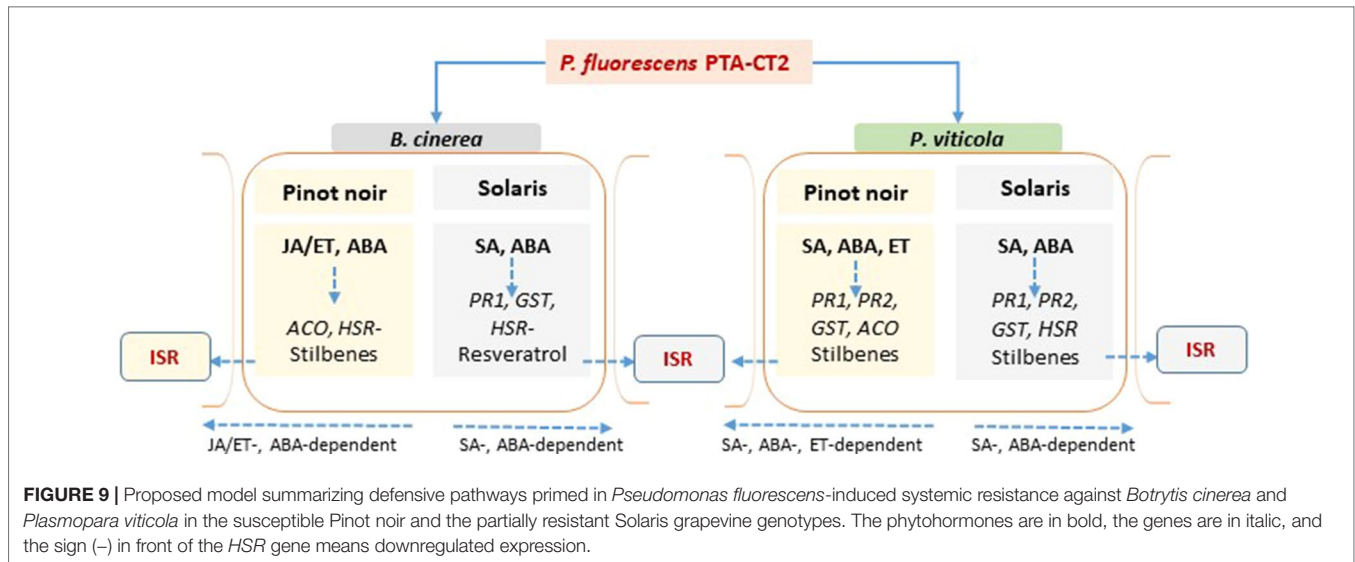 P. fluorescens PTA-CT2
B. cinerea
Pinot noir
JA/ET, ABA
ACO, HSR-
Stilbenes
Solaris
SA, ABA
PR1, GST,
HSR-
Resveratrol
ISR
ISR
JA/ET-, ABA-dependent
SA-, ABA-dependent
P. viticola
Pinot noir
SA, ABA, ET
PR1, PR2,
GST, ACO
Stilbenes
Solaris
SA, ABA
PR1, PR2,
GST, HSR
Stilbenes
ISR
SA-, ABA-, ET-dependent
SA-, ABA-dependent
FIGURE 9 | Proposed model summarizing defensive pathways primed in Pseudomonas fluorescens-induced systemic resistance against Botrytis cinerea and
Plasmopara viticola in the susceptible Pinot noir and the partially resistant Solaris grapevine genotypes. The phytohormones are in bold, the genes are in italic, and
the sign (–) in front of the HSR gene means downregulated expression.